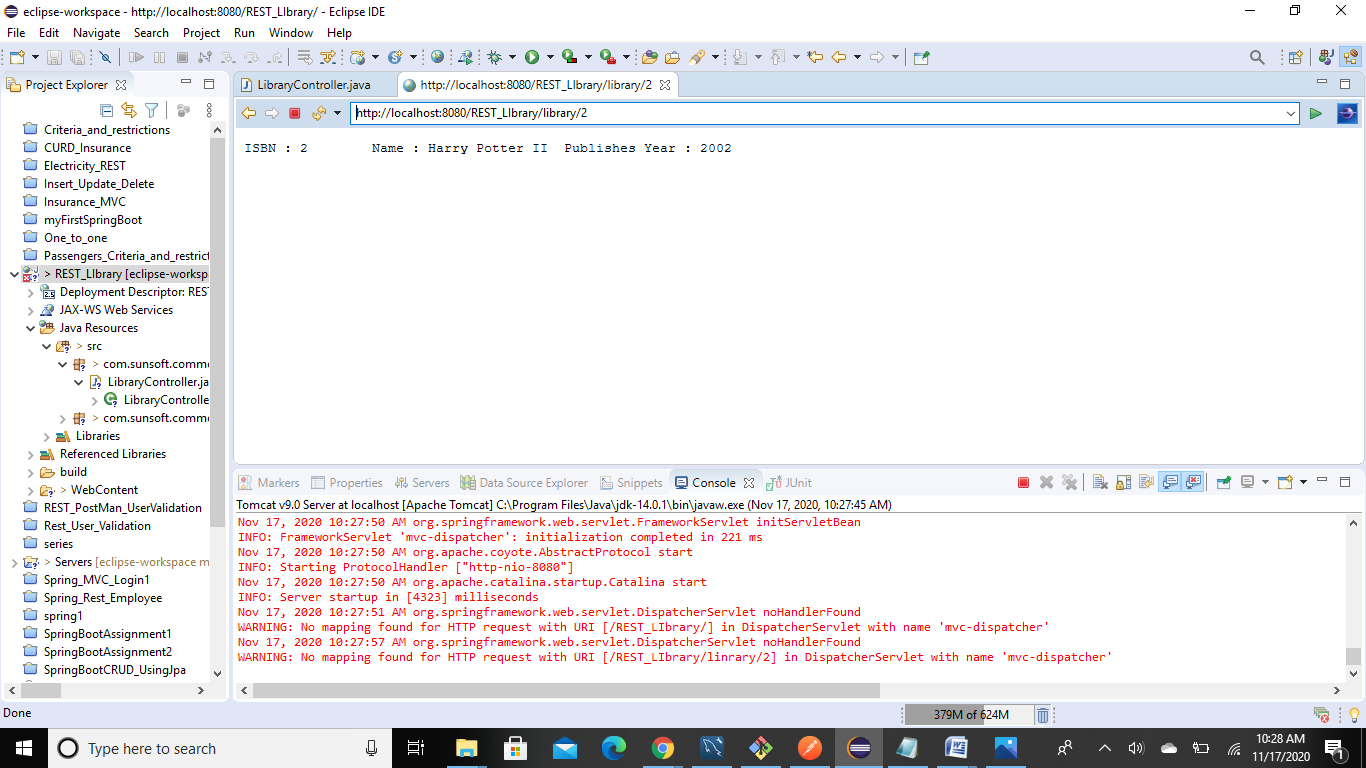 eclipse-workspace - http://localhost:8080/REST_LIbrary/ - Eclipse IDE
File Edit Navigate Search Project Run Window Help
Project Explorer
LibraryController.java
http://localhost:8080/REST_LIbrary/library/2
http://localhost:8080/REST_LIbrary/library/2
ISBN : 2 Name : Harry Potter II Publishes Year : 2002
Criteria_and_restrictions
CURD_Insurance
Electricity_REST
Insert_Update_Delete
Insurance_MVC
myFirstSpringBoot
One_to_one
Passengers_Criteria_and_restrict
> REST_LIbrary [eclipse-worksp
Deployment Descriptor: RES
JAX-WS Web Services
Java Resources
> src
> com.sunsoft.comm
LibraryController.ja
LibraryControlle
> com.sunsoft.comm
Libraries
Referenced Libraries
build
> WebContent
REST_PostMan_UserValidation
Rest_User_Validation
series
> Servers [eclipse-workspace m
Spring_MVC_Login1
Spring_Rest_Employee
spring1
SpringBootAssignment1
SpringBootAssignment2
SpringBootCRUD_UsingJpa
Markers Properties Servers Data Source Explorer Snippets Console JUnit
Tomcat v9.0 Server at localhost [Apache Tomcat] C:\Program Files\Java\jdk-14.0.1\bin\javaw.exe (Nov 17, 2020, 10:27:45 AM)
Nov 17, 2020 10:27:50 AM org.springframework.web.servlet.FrameworkServlet initServletBean
INFO: FrameworkServlet 'mvc-dispatcher': initialization completed in 221 ms
Nov 17, 2020 10:27:50 AM org.apache.coyote.AbstractProtocol start
INFO: Starting ProtocolHandler ["http-nio-8080"]
Nov 17, 2020 10:27:50 AM org.apache.catalina.startup.Catalina start
INFO: Server startup in [4323] milliseconds
Nov 17, 2020 10:27:51 AM org.springframework.web.servlet.DispatcherServlet noHandlerFound
WARNING: No mapping found for HTTP request with URI [/REST_LIbrary/] in DispatcherServlet with name 'mvc-dispatcher'
Nov 17, 2020 10:27:57 AM org.springframework.web.servlet.DispatcherServlet noHandlerFound
WARNING: No mapping found for HTTP request with URI [/REST_LIbrary/linrary/2] in DispatcherServlet with name 'mvc-dispatcher'
Done
379M of 624M
Type here to search
10:28 AM
11/17/2020
1